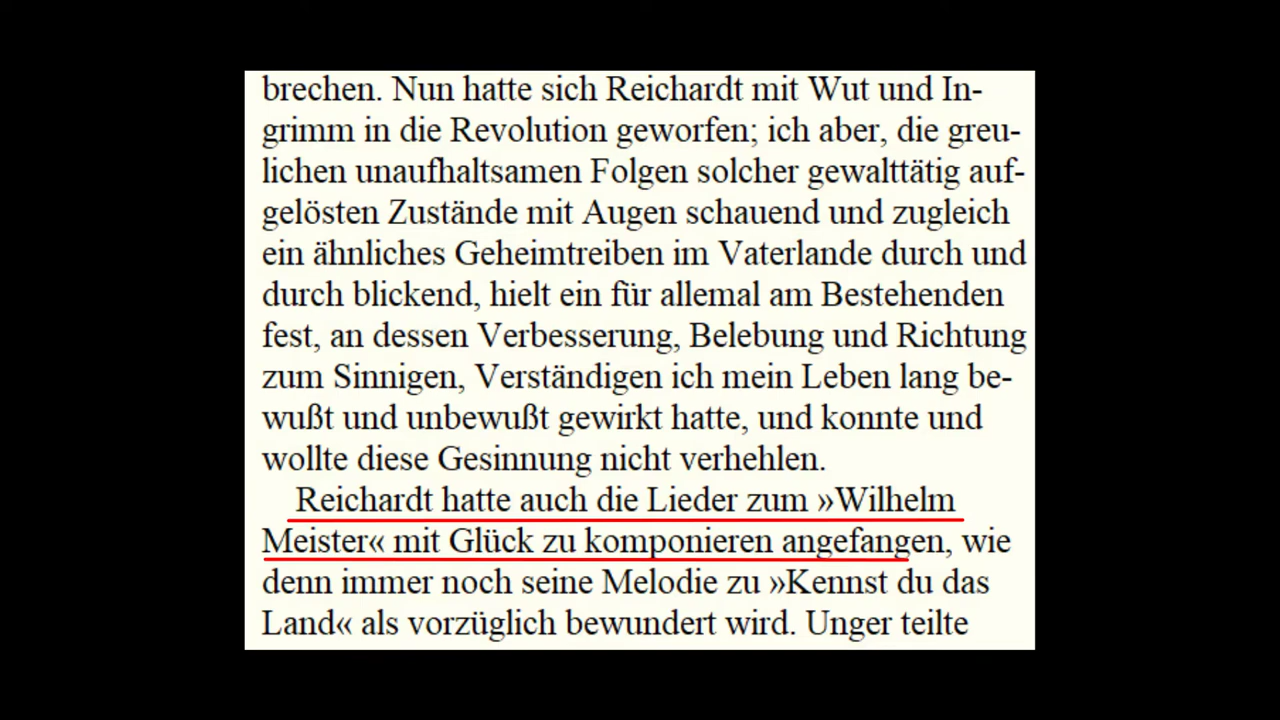 brechen. Nun hatte sich Reichardt mit Wut und In-
grimm in die Revolution geworfen; ich aber, die greu-
lichen unaufhaltsamen Folgen solcher gewalttätig auf-
gelösten Zustände mit Augen schauend und zugleich
ein ähnliches Geheimtreiben im Vaterlande durch und
durch blickend, hielt ein für allemal am Bestehenden
fest, an dessen Verbesserung, Belebung und Richtung
zum Sinnigen, Verständigen ich mein Leben lang be-
wußt und unbewußt gewirkt hatte, und konnte und
wollte diese Gesinnung nicht verhehlen.
Reichardt hatte auch die Lieder zum »Wilhelm
Meister« mit Glück zu komponieren angefangen, wie
denn immer noch seine Melodie zu »Kennst du das
Land« als vorzüglich bewundert wird. Unger teilte